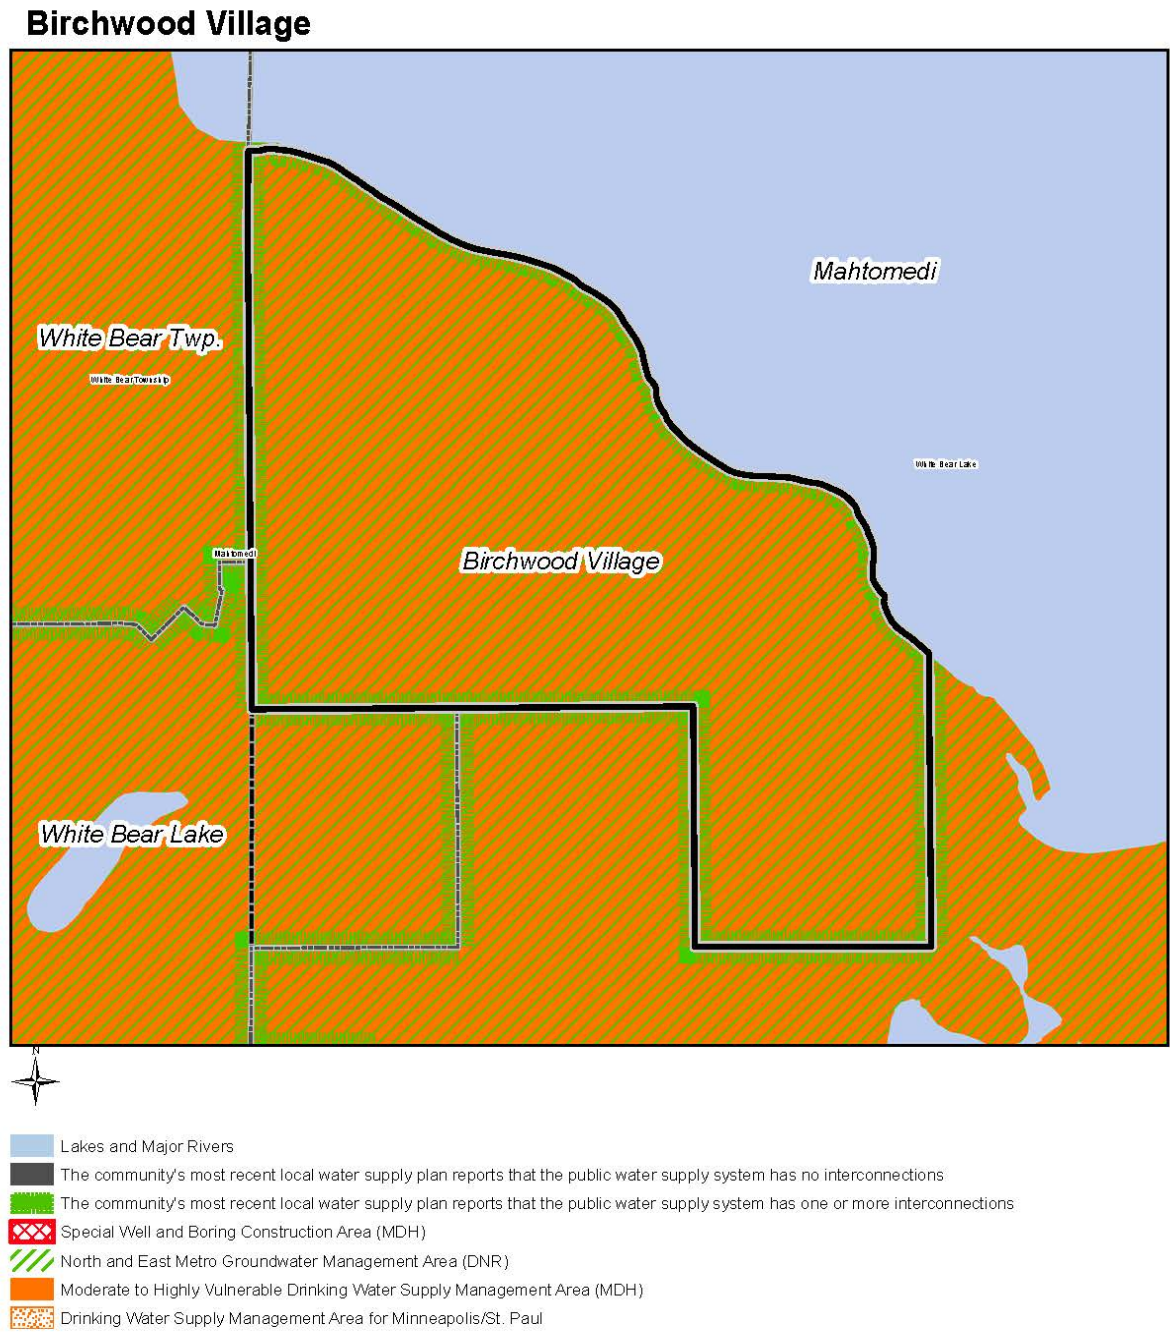 Birchwood Village
Mahtomedi
White Bear Twp.
White Bear Township
White Bear Lake
Mahtomedi
Birchwood Village
White Bear Lake
N
Lakes and Major Rivers
The community's most recent local water supply plan reports that the public water supply system has no interconnections
The community's most recent local water supply plan reports that the public water supply system has one or more interconnections
Special Well and Boring Construction Area (MDH)
North and East Metro Groundwater Management Area (DNR)
Moderate to Highly Vulnerable Drinking Water Supply Management Area (MDH)
Drinking Water Supply Management Area for Minneapolis/St. Paul